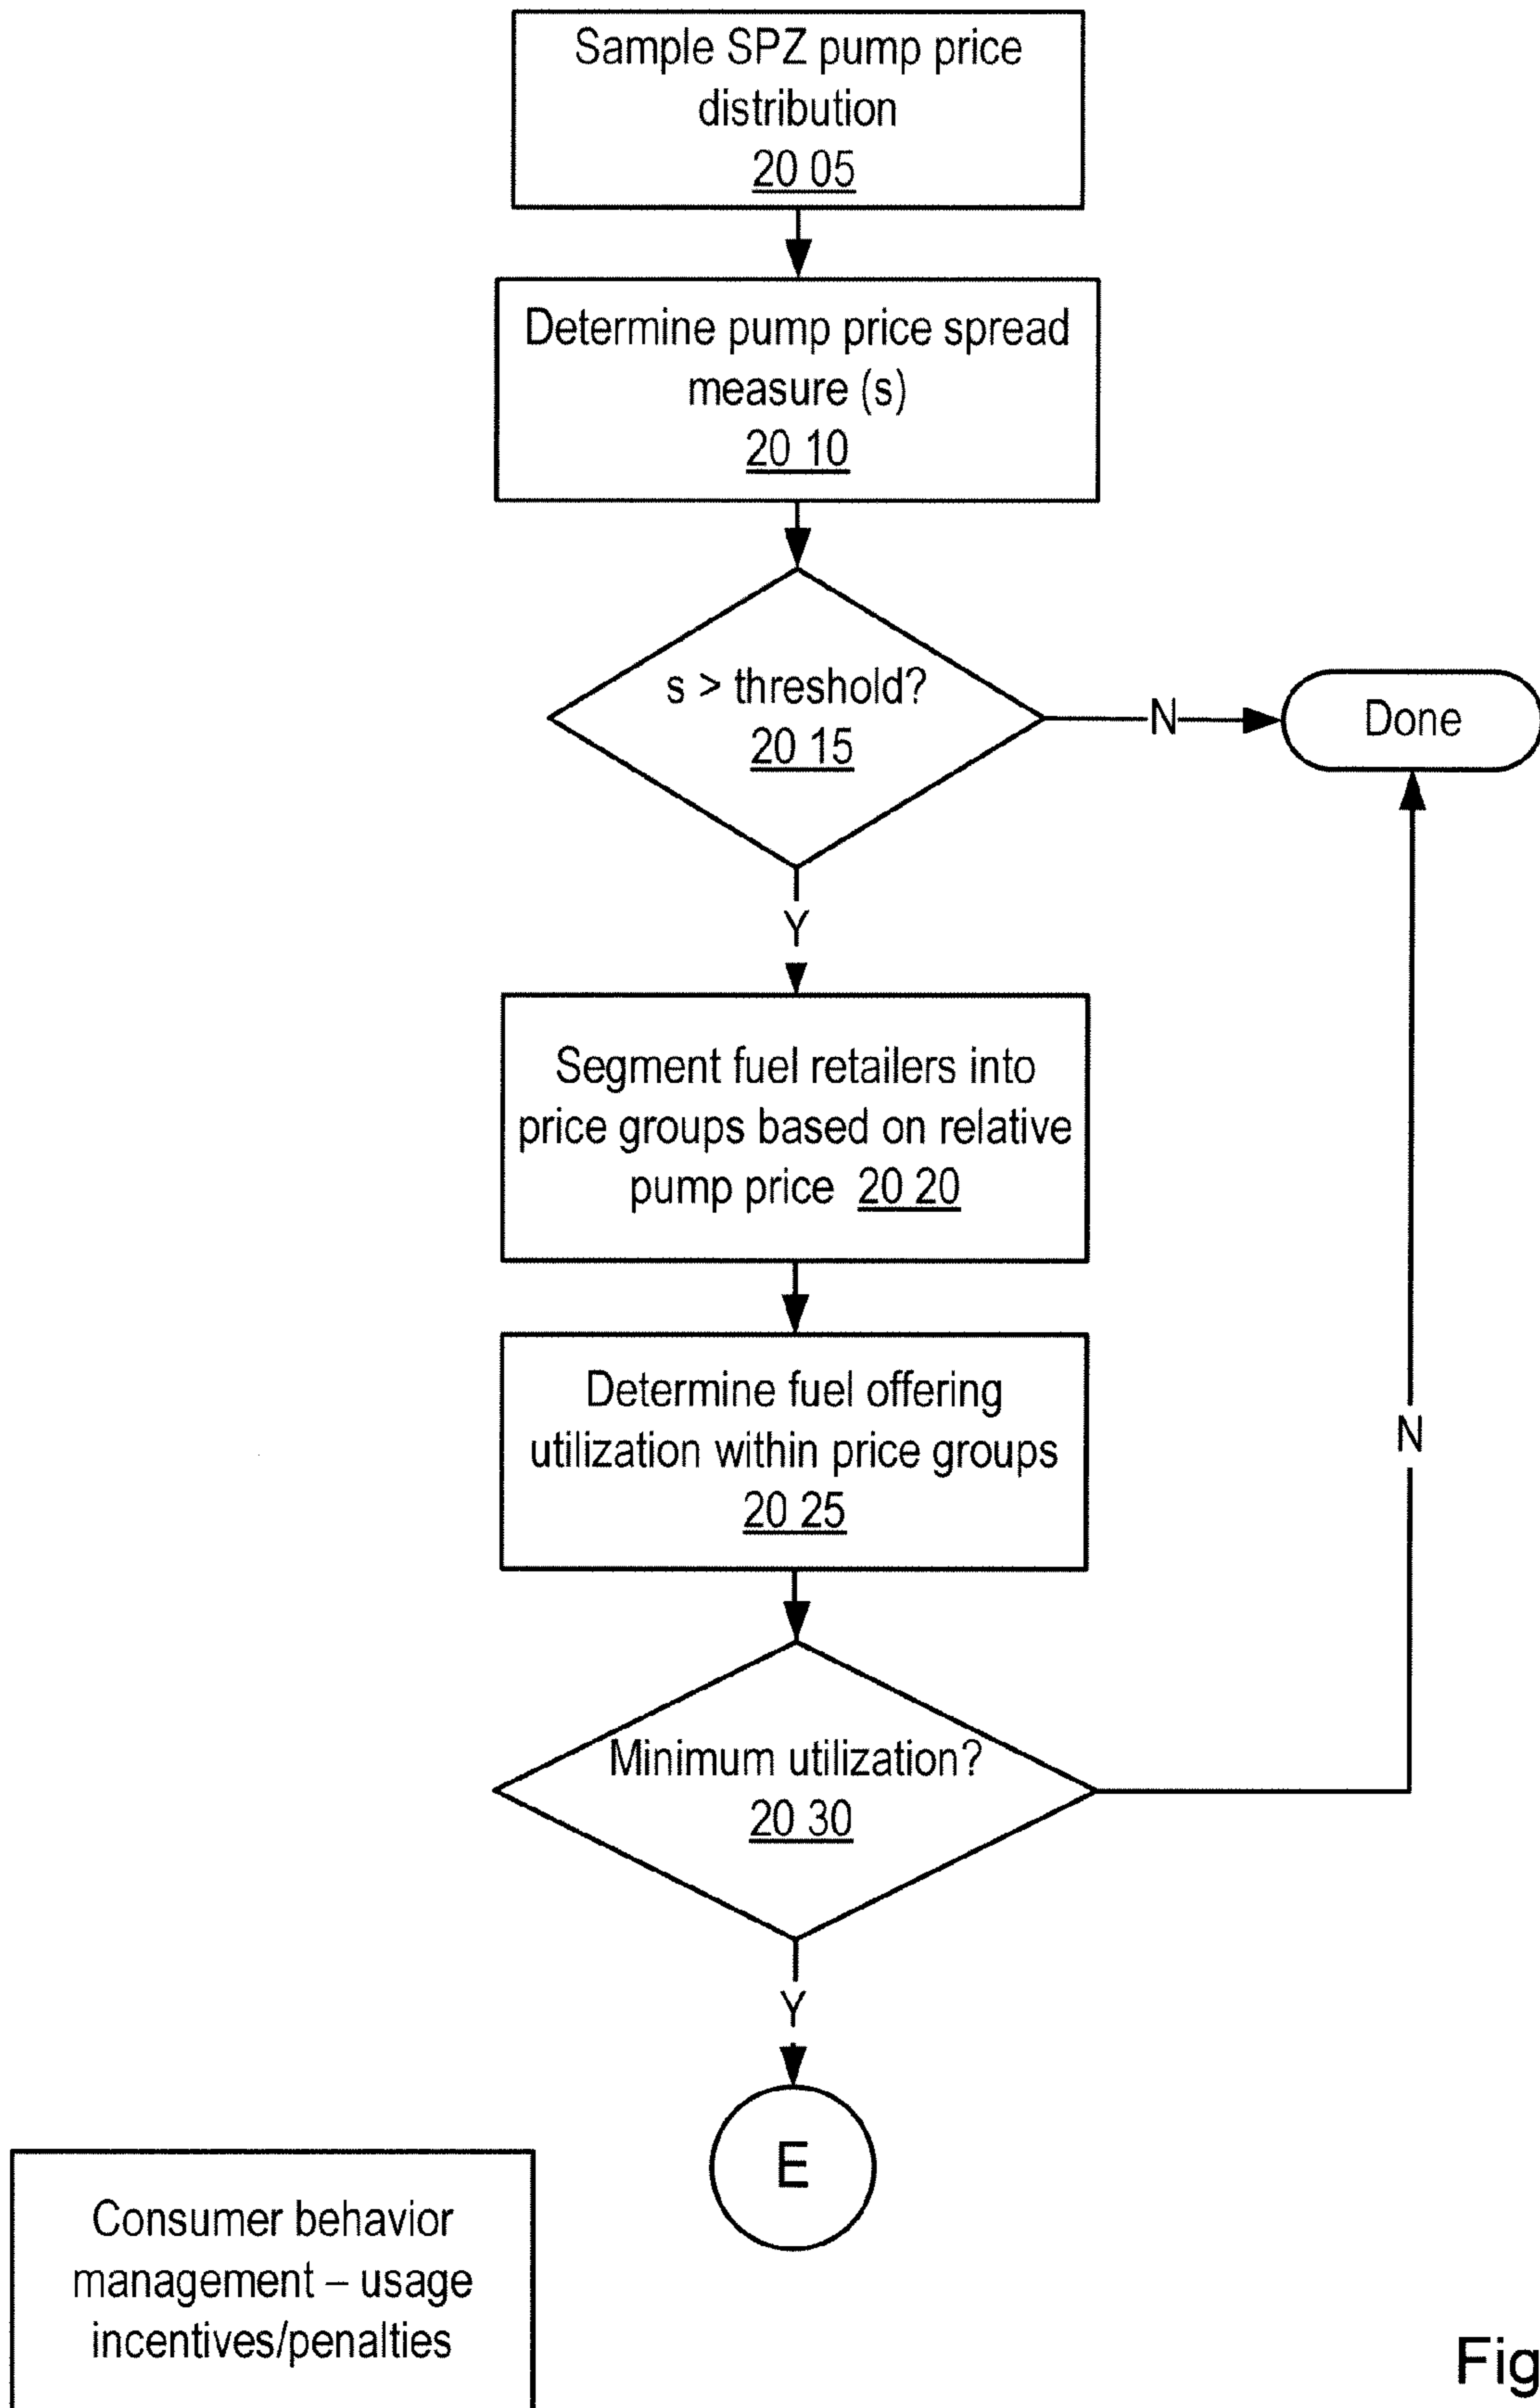 Sample SPZ pump price
distribution
20 05
Determine pump price spread
measure (s)
20 10
s > threshold?
20 15
N
Done
Y
Segment fuel retailers into
price groups based on relative
pump price 20 20
Determine fuel offering
utilization within price groups
20 25
N
Minimum utilization?
20 30
Y
E
Consumer behavior
management – usage
incentives/penalties
Fig